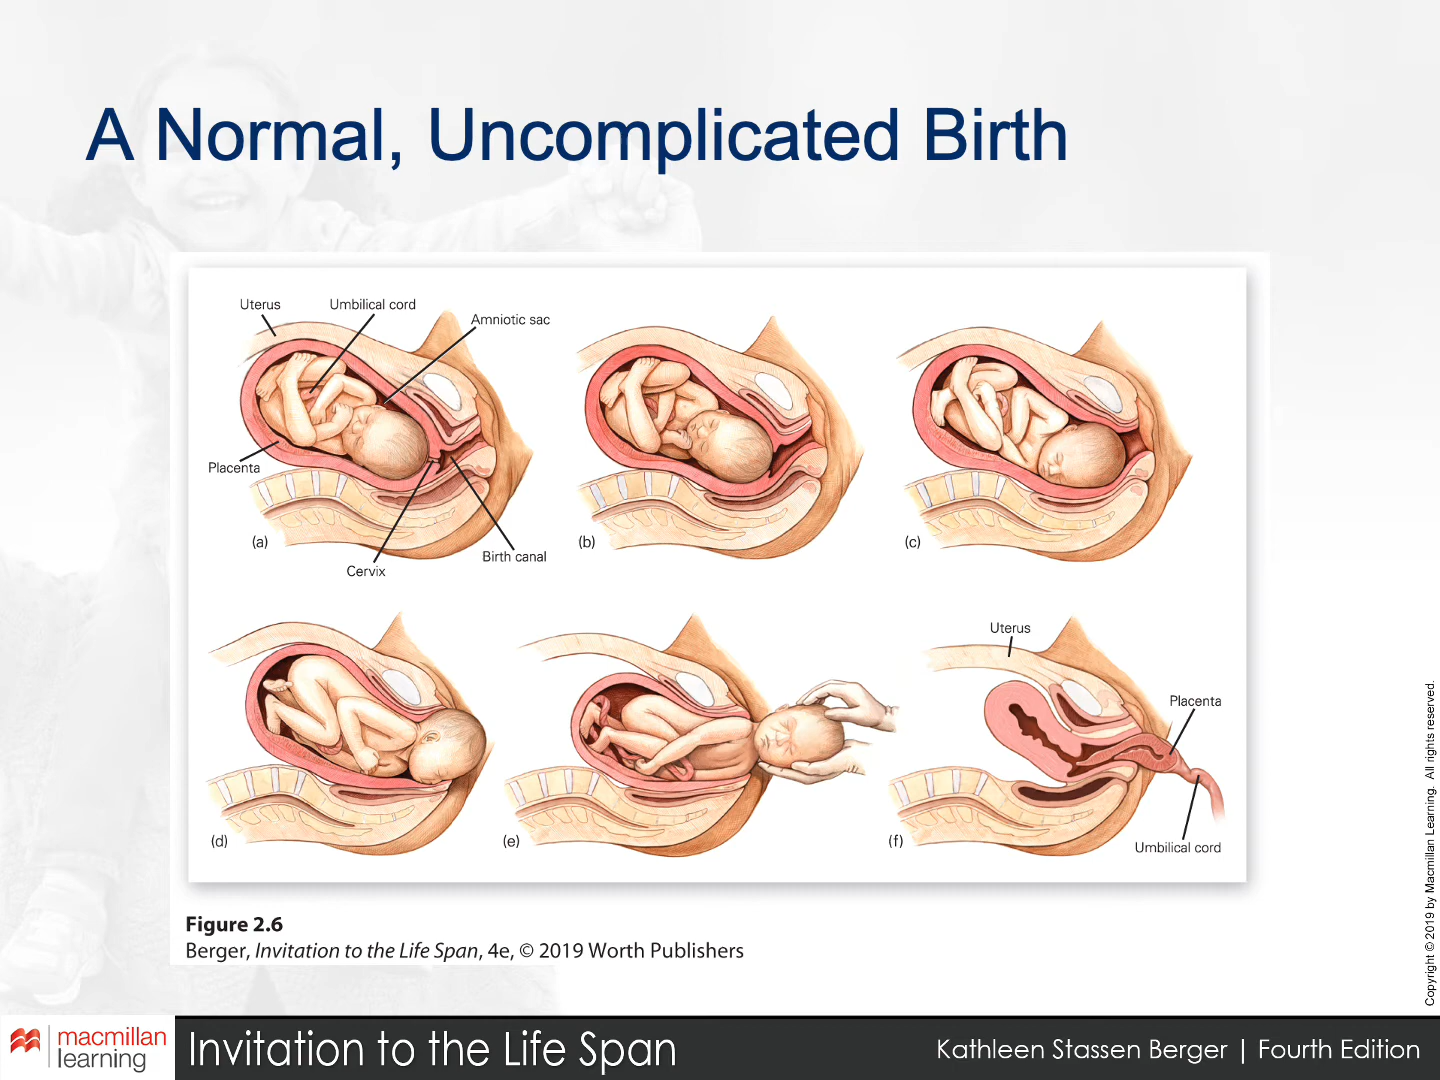 A Normal, Uncomplicated Birth
Uterus
Umbilical cord
Amniotic sac
Placenta
(a)
Cervix
Birth canal
(b)
(c)
(d)
(e)
Uterus
Placenta
(f)
Umbilical cord
Figure 2.6
Berger, Invitation to the Life Span, 4e, © 2019 Worth Publishers
Copyright © 2019 by Macmillan Learning. All rights reserved.
macmillan
learning
Invitation to the Life Span
Kathleen Stassen Berger | Fourth Edition